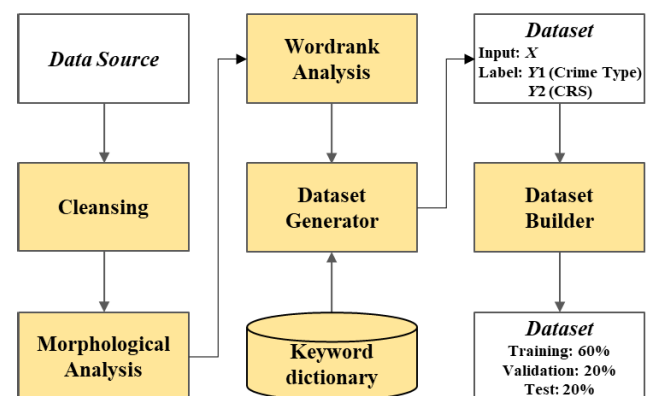 Data Source
Cleansing
Morphological
Analysis
Wordrank
Analysis
Dataset
Generator
Keyword
dictionary
Dataset
Input: X
Label: Y1 (Crime Type)
Y2 (CRS)
Dataset
Builder
Dataset
Training: 60%
Validation: 20%
Test: 20%